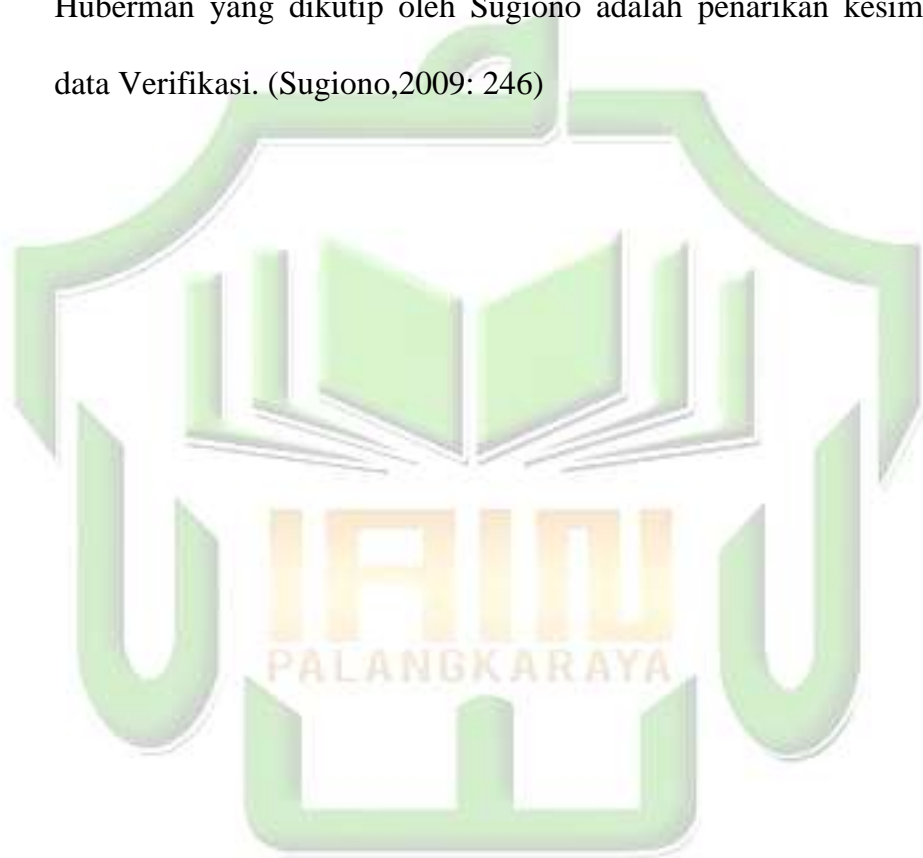 Huberman yang dikutip oleh Sugiono adalah penarikan kesim
data Verifikasi. (Sugiono,2009: 246)
IAIN
PALANGKARAYA